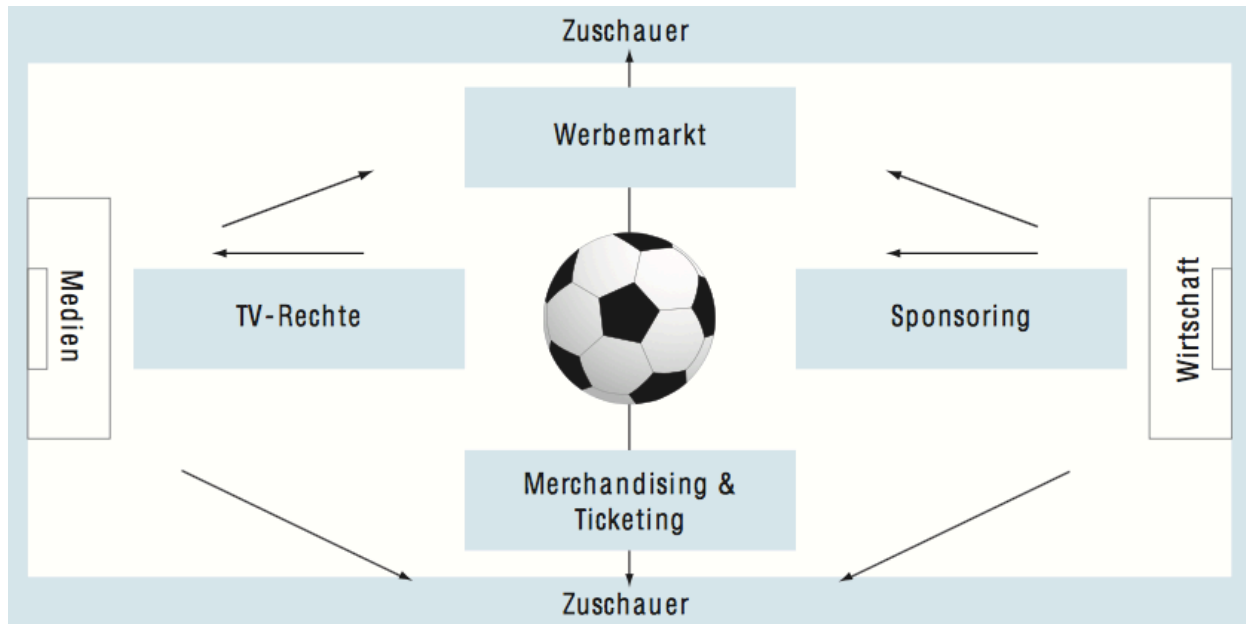 Zuschauer
Werbemarkt
Medien
TV-Rechte
Sponsoring
Wirtschaft
Merchandising &
Ticketing
Zuschauer